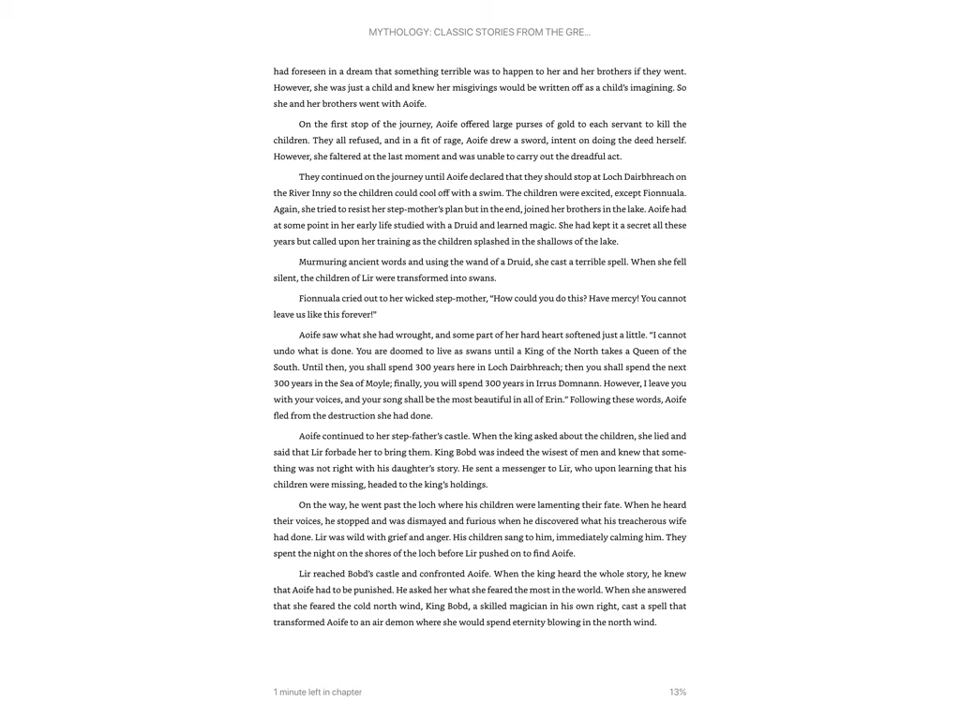 MYTHOLOGY: CLASSIC STORIES FROM THE GRE...
had foreseen in a dream that something terrible was to happen to her and her brothers if they went.
However, she was just a child and knew her misgivings would be written off as a child's imagining. So
she and her brothers went with Aoife.
On the first stop of the journey, Aoife offered large purses of gold to each servant to kill the
children. They all refused, and in a fit of rage, Aoife drew a sword, intent on doing the deed herself.
However, she faltered at the last moment and was unable to carry out the dreadful act.
They continued on the journey until Aoife declared that they should stop at Loch Dairbhreach on
the River Inny so the children could cool off with a swim. The children were excited, except Fionnuala.
Again, she tried to resist her step-mother's plan but in the end, joined her brothers in the lake. Aoife had
at some point in her early life studied with a Druid and learned magic. She had kept it a secret all these
years but called upon her training as the children splashed in the shallows of the lake.
Murmuring ancient words and using the wand of a Druid, she cast a terrible spell. When she fell
silent, the children of Lir were transformed into swans.
Fionnuala cried out to her wicked step-mother, “How could you do this? Have mercy! You cannot
leave us like this forever!”
Aoife saw what she had wrought, and some part of her hard heart softened just a little. “I cannot
undo what is done. You are doomed to live as swans until a King of the North takes a Queen of the
South. Until then, you shall spend 300 years here in Loch Dairbhreach; then you shall spend the next
300 years in the Sea of Moyle; finally, you will spend 300 years in Irrus Domnann. However, I leave you
with your voices, and your song shall be the most beautiful in all of Erin.” Following these words, Aoife
fled from the destruction she had done.
Aoife continued to her step-father's castle. When the king asked about the children, she lied and
said that Lir forbade her to bring them. King Bobd was indeed the wisest of men and knew that some-
thing was not right with his daughter's story. He sent a messenger to Lir, who upon learning that his
children were missing, headed to the king's holdings.
On the way, he went past the loch where his children were lamenting their fate. When he heard
their voices, he stopped and was dismayed and furious when he discovered what his treacherous wife
had done. Lir was wild with grief and anger. His children sang to him, immediately calming him. They
spent the night on the shores of the loch before Lir pushed on to find Aoife.
Lir reached Bobd's castle and confronted Aoife. When the king heard the whole story, he knew
that Aoife had to be punished. He asked her what she feared the most in the world. When she answered
that she feared the cold north wind, King Bobd, a skilled magician in his own right, cast a spell that
transformed Aoife to an air demon where she would spend eternity blowing in the north wind.
1 minute left in chapter
13%